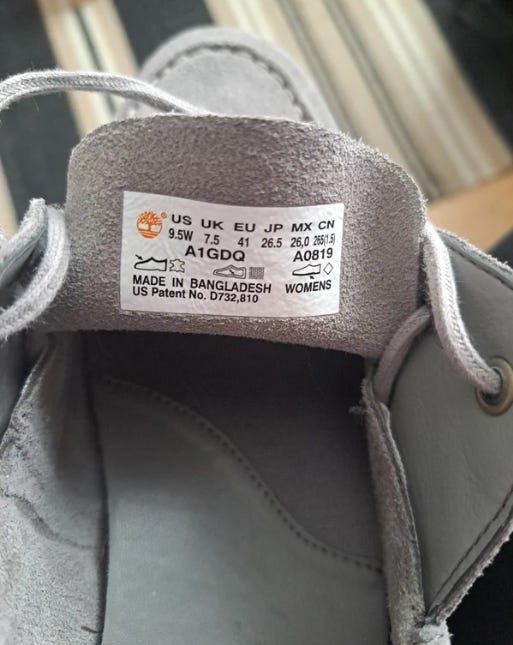 US UK EU JP MX CN
9.5W 7.5 41 26.5 26,0 265(1.5)
A1GDQ A0819
MADE IN BANGLADESH WOMENS
US Patent No. D732,810